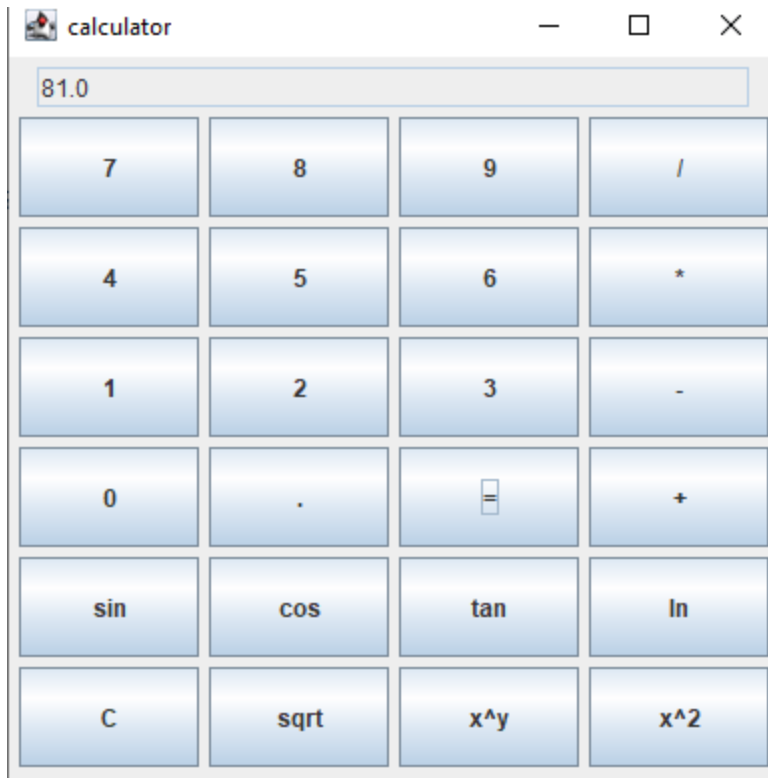 calculator
81.0
7 8 9 /
4 5 6 *
1 2 3 -
0 . = +
sin cos tan ln
C sqrt x^y x^2